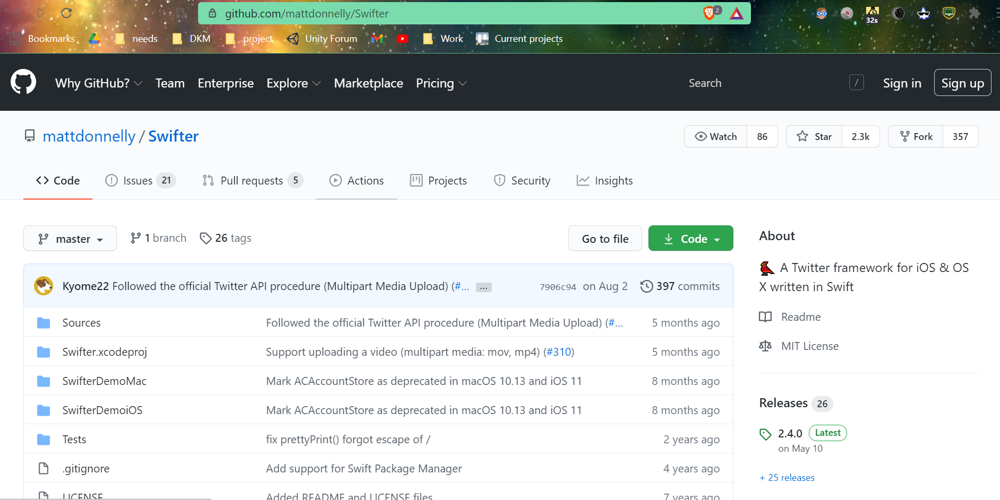 github.com/mattdonnelly/Swifter
2
32s
Bookmarks needs DKM project Unity Forum Work Current projects
Why GitHub? Team Enterprise Explore Marketplace Pricing Search / Sign in Sign up
mattdonnelly / Swifter Watch 86 Star 2.3k Fork 357
Code Issues 21 Pull requests 5 Actions Projects Security Insights
master 1 branch 26 tags Go to file Code
Kyome22 Followed the official Twitter API procedure (Multipart Media Upload) (#... ... 7906c94 on Aug 2 397 commits
Sources Followed the official Twitter API procedure (Multipart Media Upload) (#... 5 months ago
Swifter.xcodeproj Support uploading a video (multipart media: mov, mp4) (#310) 5 months ago
SwifterDemoMac Mark ACAccountStore as deprecated in macOS 10.13 and iOS 11 8 months ago
SwifterDemoiOS Mark ACAccountStore as deprecated in macOS 10.13 and iOS 11 8 months ago
Tests fix prettyPrint() forgot escape of / 2 years ago
.gitignore Add support for Swift Package Manager 4 years ago
LICENSE Added README and LICENSE files 7 years ago
About
A Twitter framework for iOS & OS
X written in Swift
Readme
MIT License
Releases 26
2.4.0 Latest
on May 10
+ 25 releases